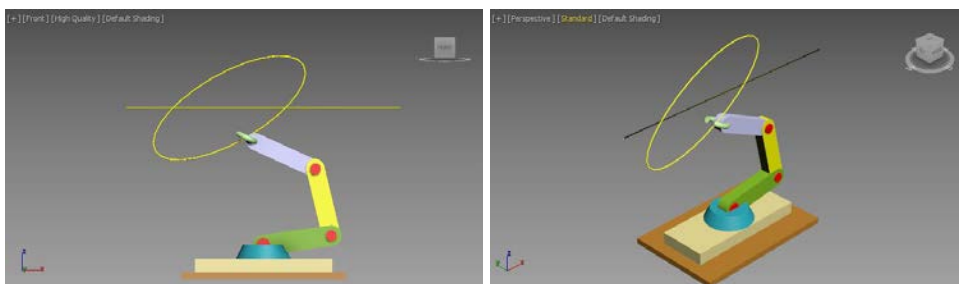 [+] [Front] [High Quality] [Default Shading]
[+] [Perspective] [Standard] [Default Shading]
z
x
z
y
x